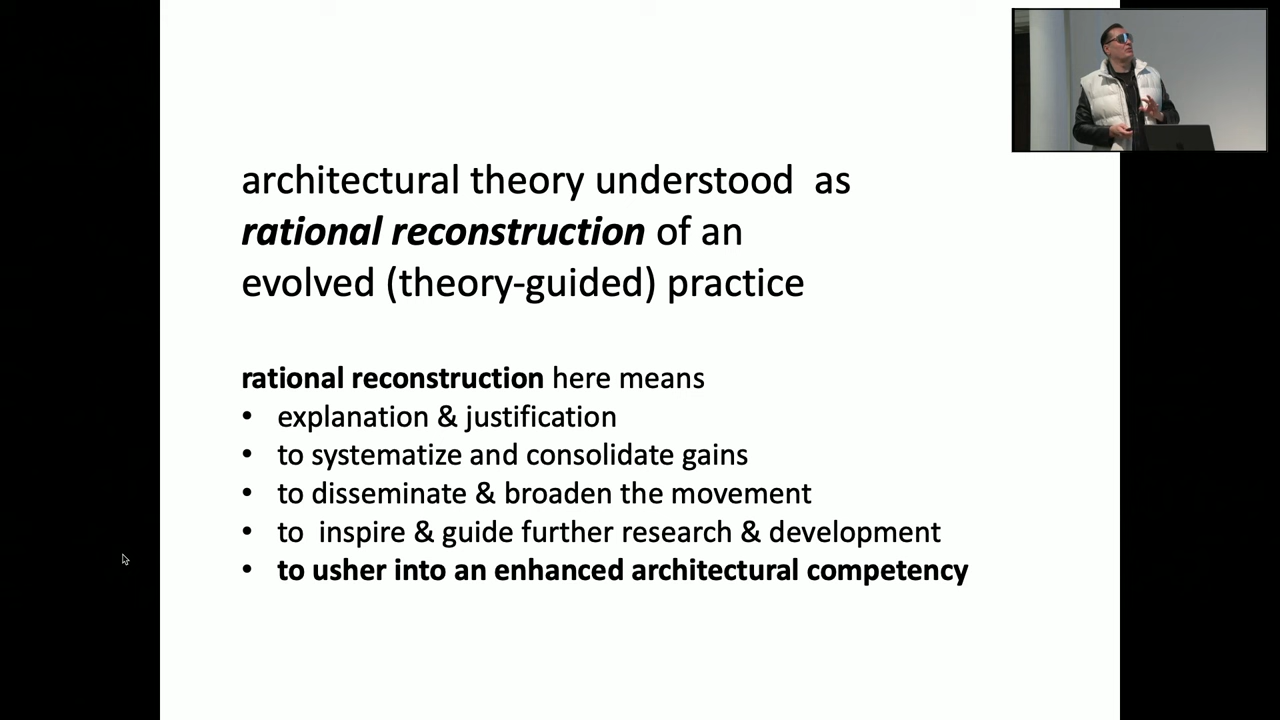 architectural theory understood as
rational reconstruction of an
evolved (theory-guided) practice
rational reconstruction here means
• explanation & justification
• to systematize and consolidate gains
• to disseminate & broaden the movement
• to inspire & guide further research & development
• to usher into an enhanced architectural competency